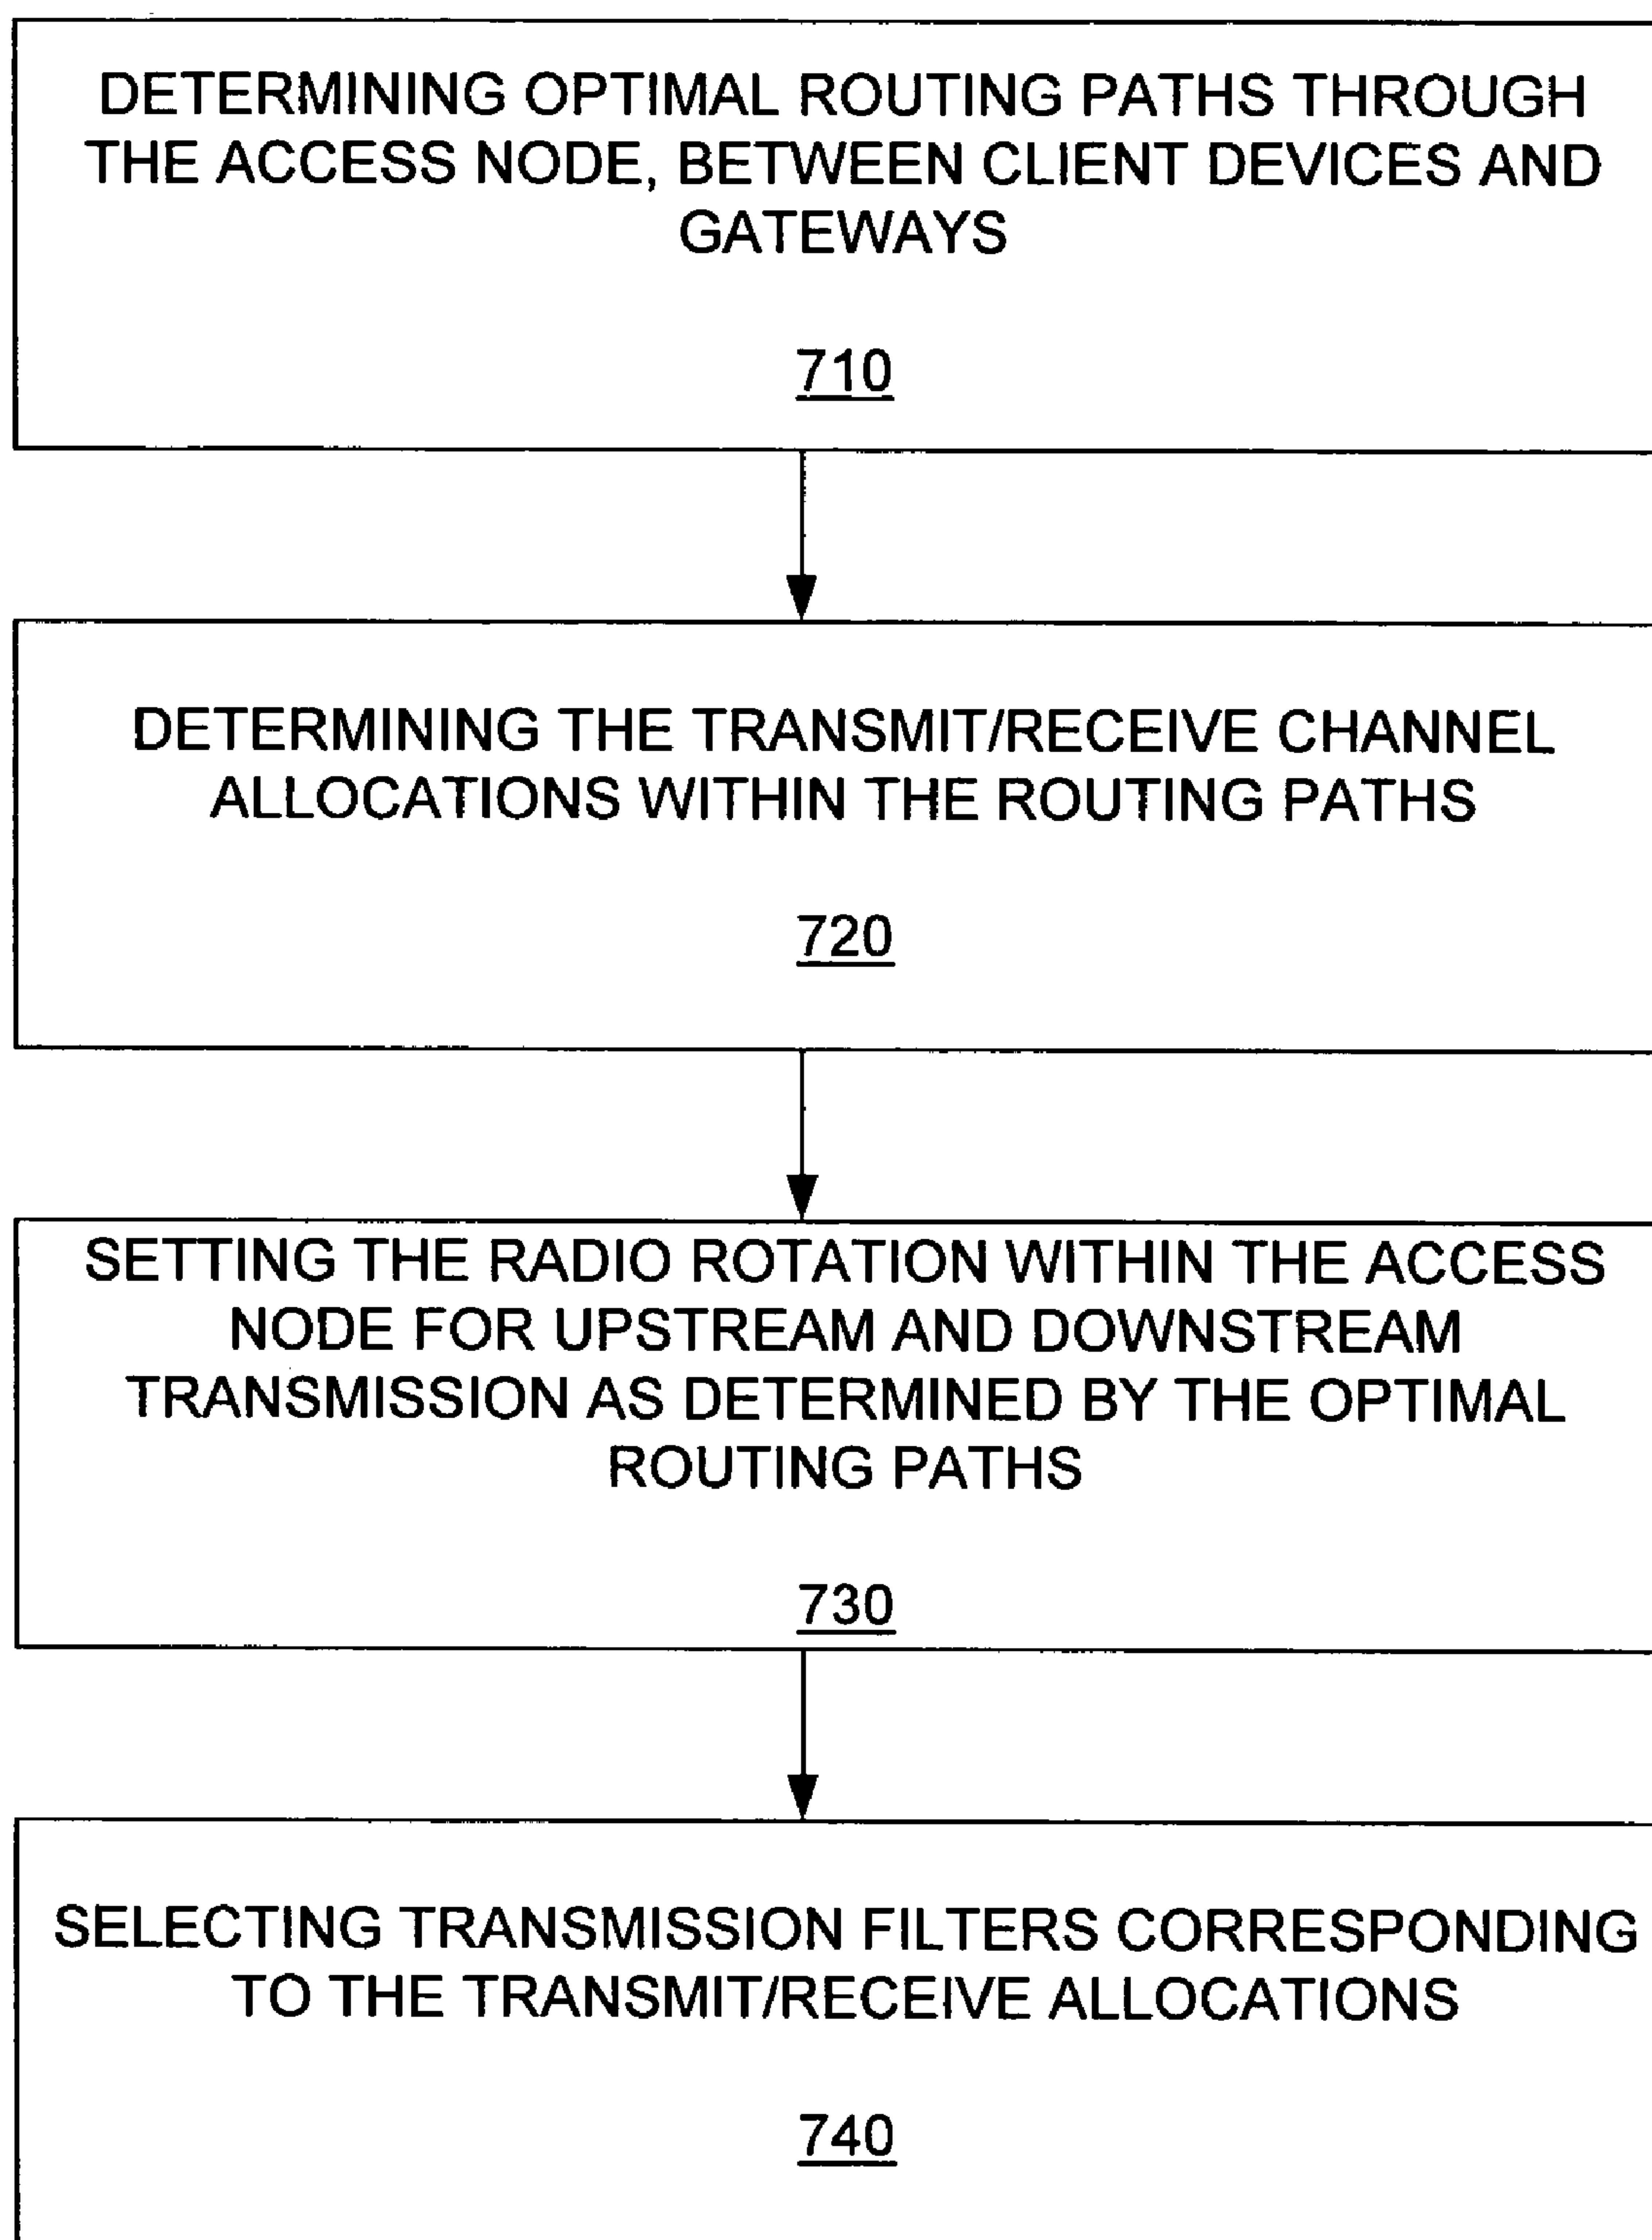 DETERMINING OPTIMAL ROUTING PATHS THROUGH
THE ACCESS NODE, BETWEEN CLIENT DEVICES AND
GATEWAYS
710
DETERMINING THE TRANSMIT/RECEIVE CHANNEL
ALLOCATIONS WITHIN THE ROUTING PATHS
720
SETTING THE RADIO ROTATION WITHIN THE ACCESS
NODE FOR UPSTREAM AND DOWNSTREAM
TRANSMISSION AS DETERMINED BY THE OPTIMAL
ROUTING PATHS
730
SELECTING TRANSMISSION FILTERS CORRESPONDING
TO THE TRANSMIT/RECEIVE ALLOCATIONS
740